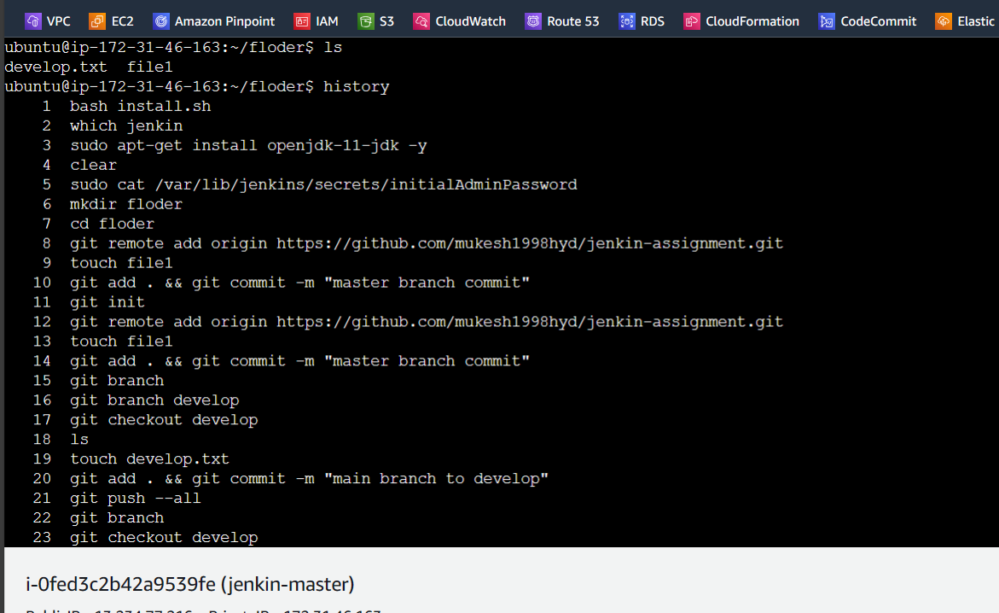 VPC EC2 Amazon Pinpoint IAM S3 CloudWatch Route 53 RDS CloudFormation CodeCommit Elastic
ubuntu@ip-172-31-46-163:~/floder$ ls
develop.txt  file1
ubuntu@ip-172-31-46-163:~/floder$ history
1  bash install.sh
2  which jenkin
3  sudo apt-get install openjdk-11-jdk -y
4  clear
5  sudo cat /var/lib/jenkins/secrets/initialAdminPassword
6  mkdir floder
7  cd floder
8  git remote add origin https://github.com/mukesh1998hyd/jenkin-assignment.git
9  touch file1
10  git add . && git commit -m "master branch commit"
11  git init
12  git remote add origin https://github.com/mukesh1998hyd/jenkin-assignment.git
13  touch file1
14  git add . && git commit -m "master branch commit"
15  git branch
16  git branch develop
17  git checkout develop
18  ls
19  touch develop.txt
20  git add . && git commit -m "main branch to develop"
21  git push --all
22  git branch
23  git checkout develop
i-0fed3c2b42a9539fe (jenkin-master)